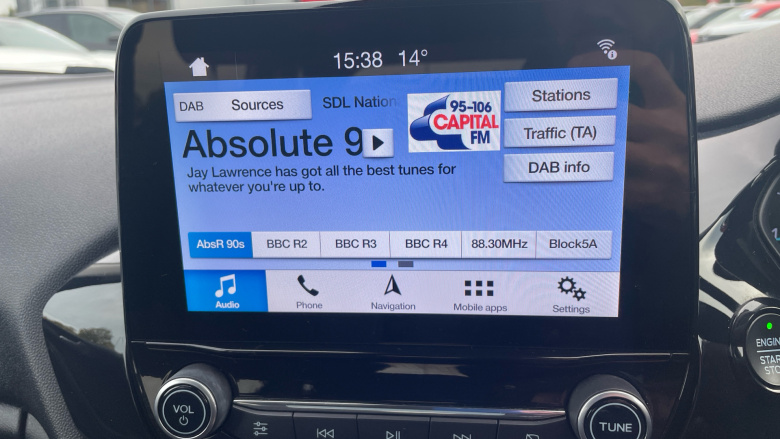 15:38 14°
DAB Sources
SDL Nation
95-106
CAPITAL
FM
Stations
Absolute 9
Traffic (TA)
Jay Lawrence has got all the best tunes for
whatever you're up to.
DAB info
AbsR 90s BBC R2 BBC R3 BBC R4 88.30MHz Block5A
Audio Phone Navigation Mobile apps Settings
VOL
TUNE
ENGIN
START
STO